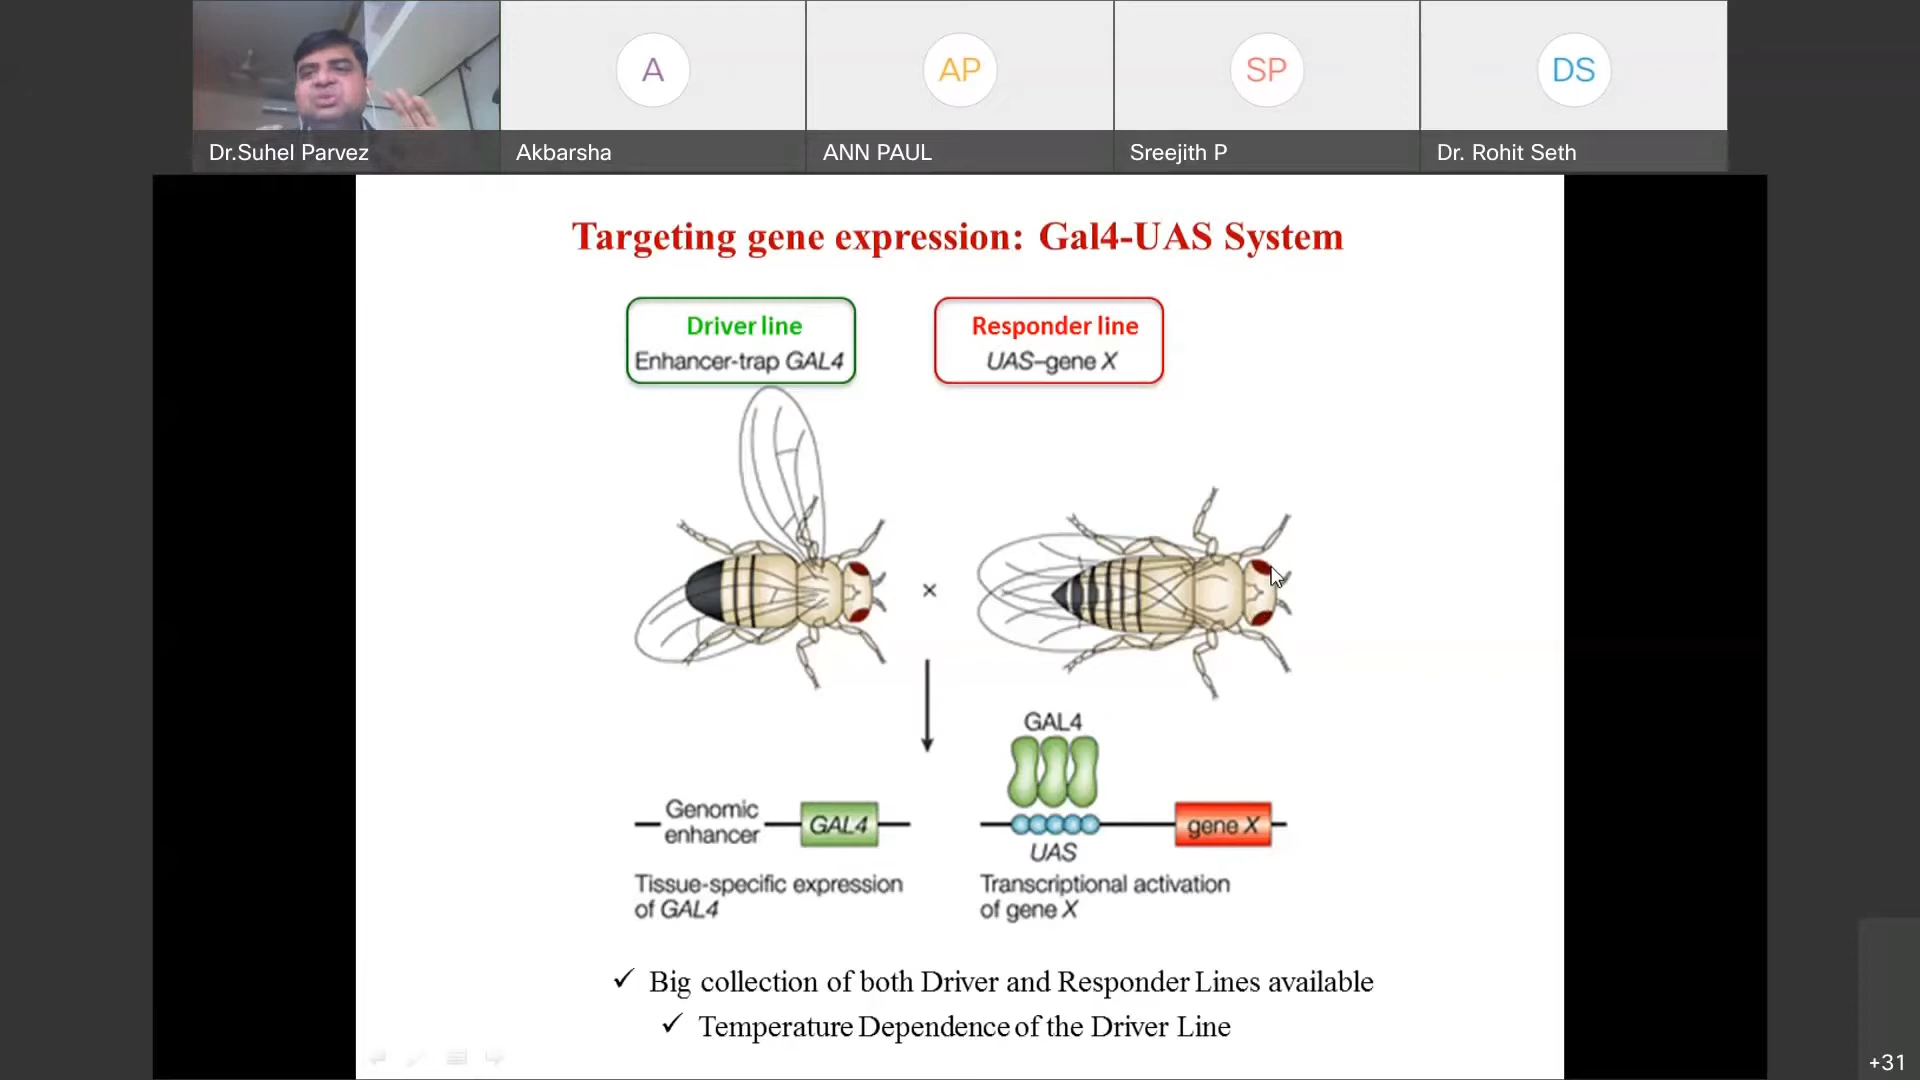 A
AP
SP
DS
Dr.Suhel Parvez
Akbarsha
ANN PAUL
Sreejith P
Dr. Rohit Seth
Targeting gene expression: Gal4-UAS System
Driver line
Enhancer-trap GAL4
Responder line
UAS–gene X
×
GAL4
Genomic
enhancer
GAL4
gene X
UAS
Tissue-specific expression
of GAL4
Transcriptional activation
of gene X
✓ Big collection of both Driver and Responder Lines available
✓ Temperature Dependence of the Driver Line
+31